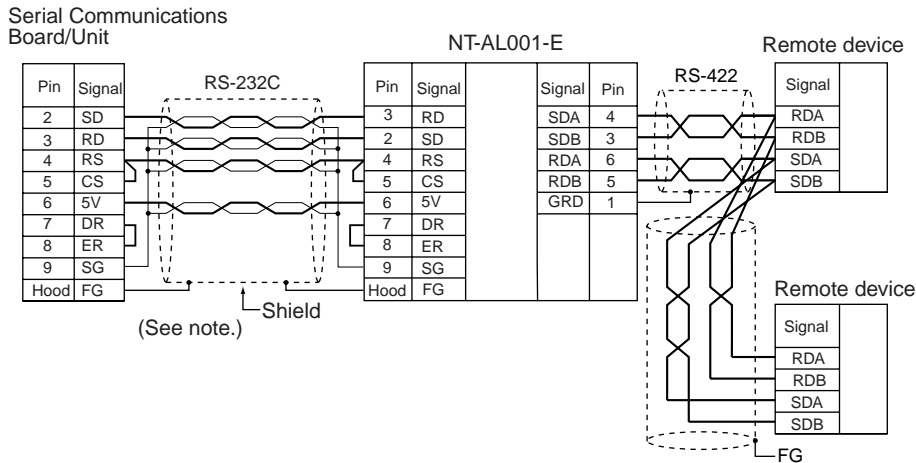 Serial Communications
Board/Unit
NT-AL001-E
Remote device
Pin Signal
RS-232C
Pin Signal
Signal Pin
RS-422
Signal
2 SD
3 RD
SDA 4
RDA
3 RD
2 SD
SDB 3
RDB
4 RS
4 RS
RDA 6
SDA
5 CS
5 CS
RDB 5
SDB
6 5V
6 5V
GRD 1
7 DR
7 DR
8 ER
8 ER
9 SG
9 SG
Hood FG
Hood FG
Shield
(See note.)
Remote device
Signal
RDA
RDB
SDA
SDB
FG